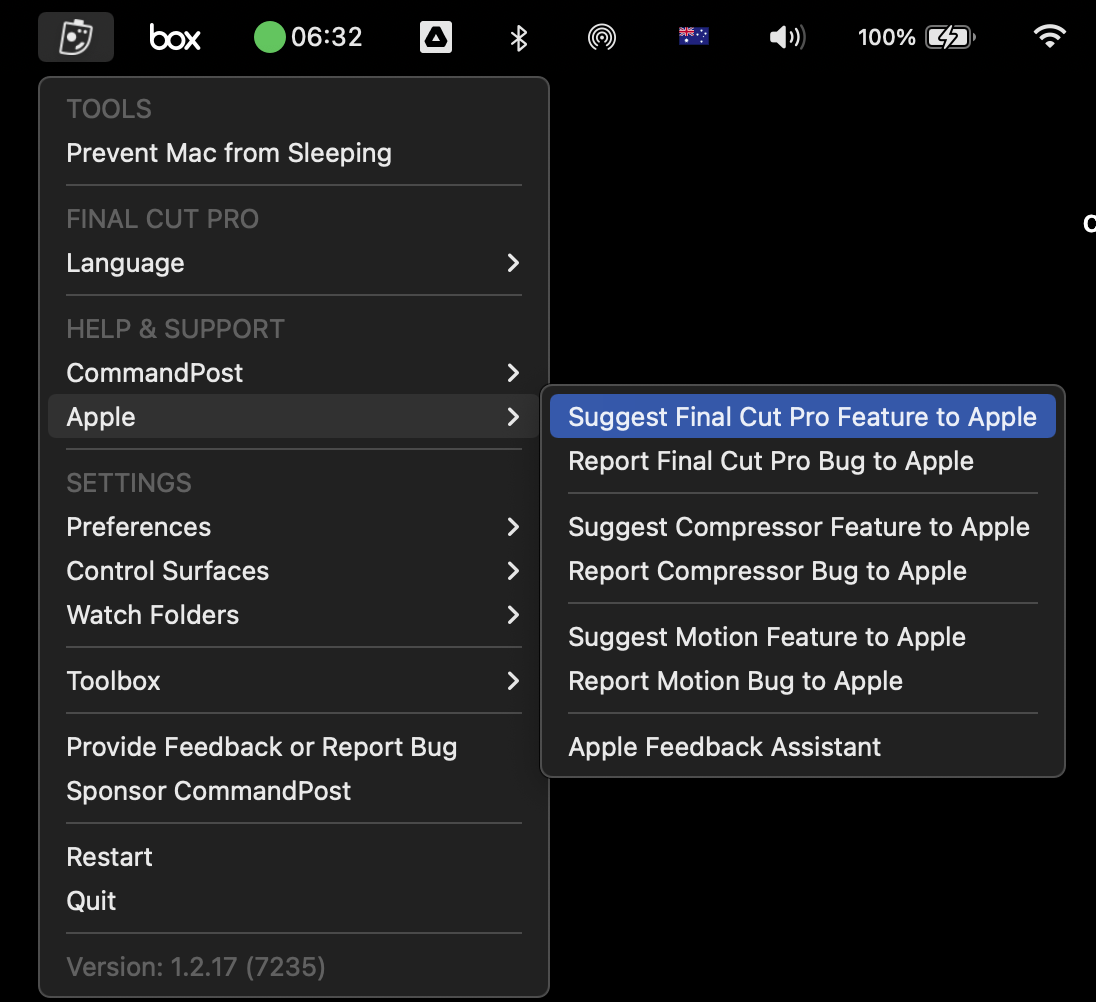 box
06:32
100%
TOOLS
Prevent Mac from Sleeping
FINAL CUT PRO
Language
HELP & SUPPORT
CommandPost
Apple
Suggest Final Cut Pro Feature to Apple
Report Final Cut Pro Bug to Apple
Suggest Compressor Feature to Apple
Report Compressor Bug to Apple
Suggest Motion Feature to Apple
Report Motion Bug to Apple
Apple Feedback Assistant
SETTINGS
Preferences
Control Surfaces
Watch Folders
Toolbox
Provide Feedback or Report Bug
Sponsor CommandPost
Restart
Quit
Version: 1.2.17 (7235)